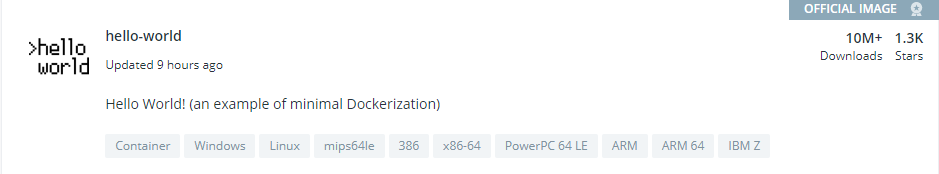 OFFICIAL IMAGE
>hello
world
hello-world
Updated 9 hours ago
10M+ 1.3K
Downloads Stars
Hello World! (an example of minimal Dockerization)
Container Windows Linux mips64le 386 x86-64 PowerPC 64 LE ARM ARM 64 IBM Z